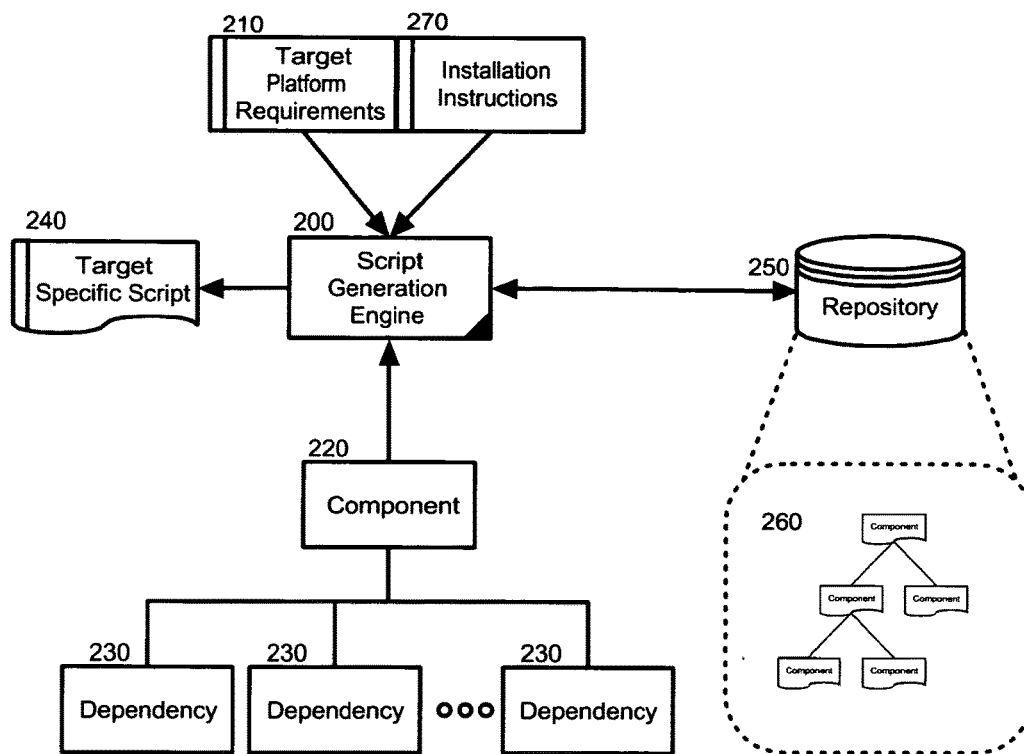 210
270
Target
Platform
Requirements
Installation
Instructions
240
Target
Specific Script
200
Script
Generation
Engine
250
Repository
220
Component
230
Dependency
230
Dependency
230
Dependency
260
Component
Component
Component
Component
Component